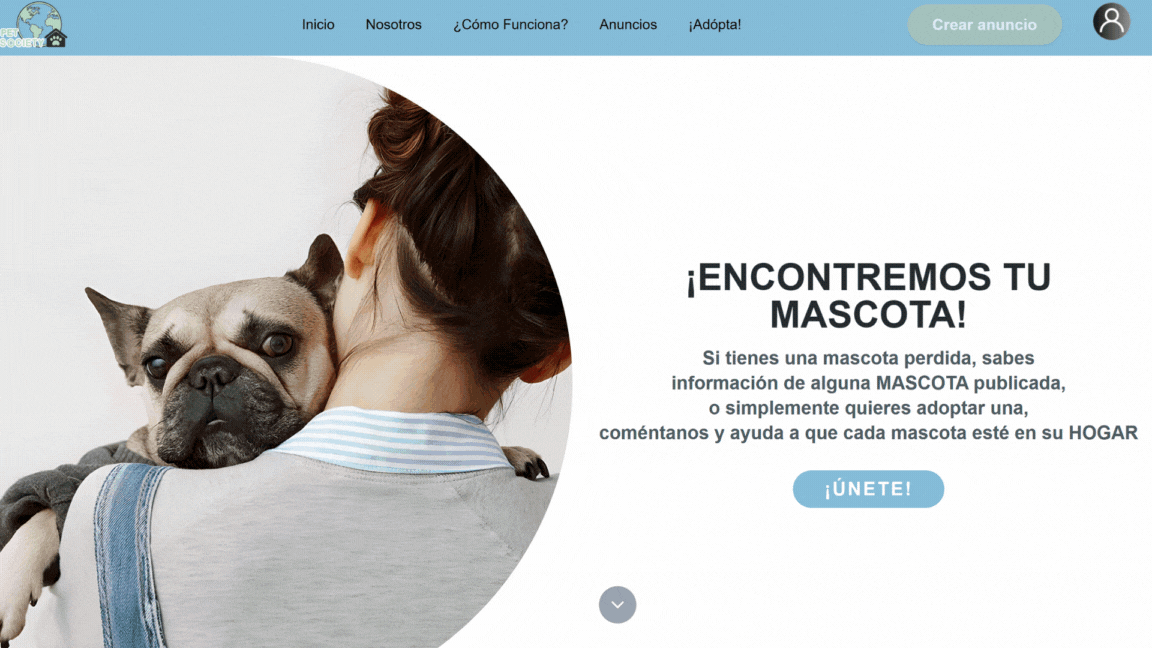 PET
SOCIETY
Inicio
Nosotros
¿Cómo Funciona?
Anuncios
¡Adópta!
Crear anuncio
¡ENCONTREMOS TU
MASCOTA!
Si tienes una mascota perdida, sabes
información de alguna MASCOTA publicada,
o simplemente quieres adoptar una,
coméntanos y ayuda a que cada mascota esté en su HOGAR
¡ÚNETE!